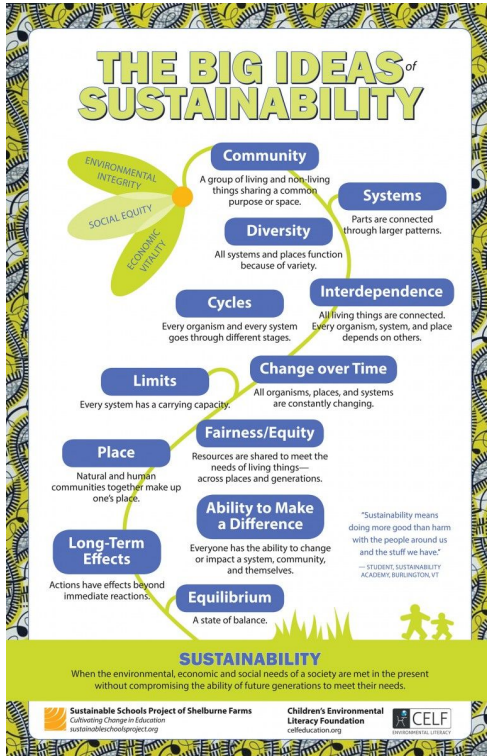 THE BIG IDEAS of
SUSTAINABILITY
ENVIRONMENTAL
INTEGRITY
SOCIAL EQUITY
ECONOMIC
VITALITY
Community
A group of living and non-living
things sharing a common
purpose or space.
Systems
Parts are connected
through larger patterns.
Diversity
All systems and places function
because of variety.
Interdependence
All living things are connected.
Every organism, system, and place
depends on others.
Cycles
Every organism and every system
goes through different stages.
Change over Time
All organisms, places, and systems
are constantly changing.
Limits
Every system has a carrying capacity.
Fairness/Equity
Resources are shared to meet the
needs of living things—
across places and generations.
Place
Natural and human
communities together make up
one's place.
Ability to Make
a Difference
Everyone has the ability to change
or impact a system, community,
and themselves.
"Sustainability means
doing more good than harm
with the people around us
and the stuff we have."
— STUDENT, SUSTAINABILITY
ACADEMY, BURLINGTON, VT
Long-Term
Effects
Actions have effects beyond
immediate reactions.
Equilibrium
A state of balance.
SUSTAINABILITY
When the environmental, economic and social needs of a society are met in the present
without compromising the ability of future generations to meet their needs.
Sustainable Schools Project of Shelburne Farms
Cultivating Change in Education
sustainableschoolsproject.org
Children's Environmental
Literacy Foundation
celfeducation.org
CELF
ENVIRONMENTAL LITERACY